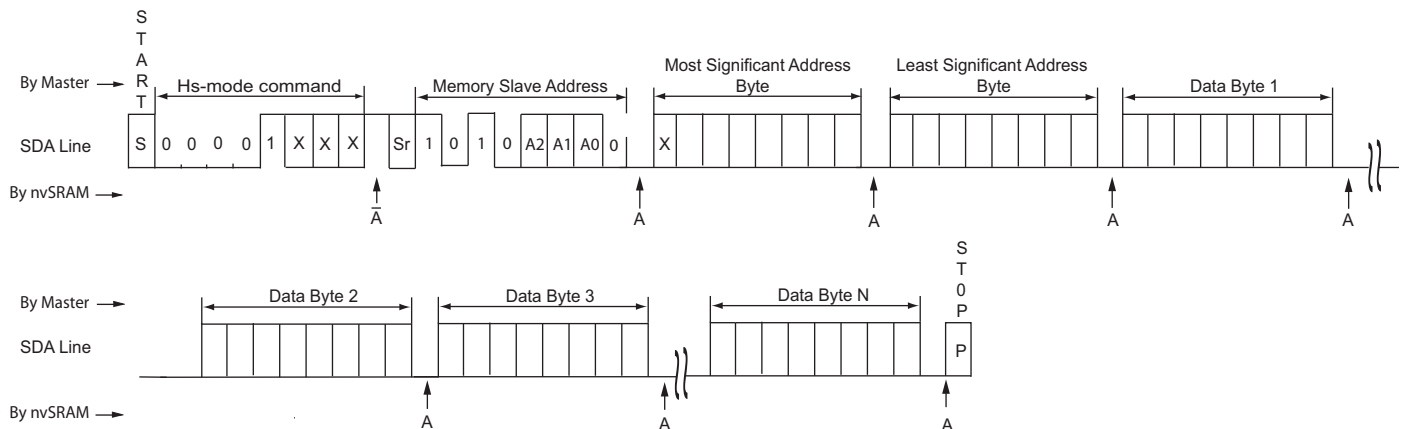 START
By Master
Hs-mode command
Memory Slave Address
Most Significant Address Byte
Least Significant Address Byte
Data Byte 1
SDA Line
S 0 0 0 0 1 X X X Sr 1 0 1 0 A2 A1 A0 0 X
By nvSRAM
A̅ A A A A
ST0P
By Master
Data Byte 2
Data Byte 3
Data Byte N
SDA Line
P
By nvSRAM
A A A